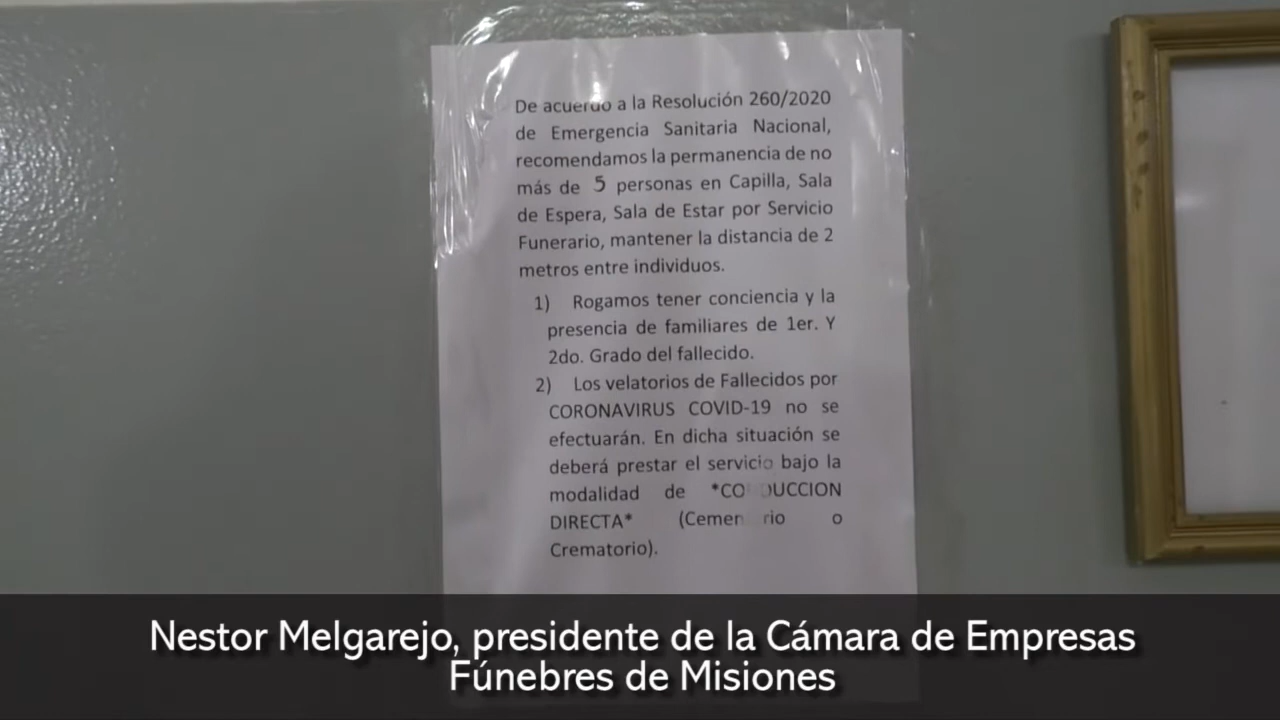 De acuerdo a la Resolución 260/2020
de Emergencia Sanitaria Nacional,
recomendamos la permanencia de no
más de 5 personas en Capilla, Sala
de Espera, Sala de Estar por Servicio
Funerario, mantener la distancia de 2
metros entre individuos.
1) Rogamos tener conciencia y la
presencia de familiares de 1er. Y
2do. Grado del fallecido.
2) Los velatorios de Fallecidos por
CORONAVIRUS COVID-19 no se
efectuarán. En dicha situación se
deberá prestar el servicio bajo la
modalidad de *CONDUCCION
DIRECTA* (Cementerio o
Crematorio).
Nestor Melgarejo, presidente de la Cámara de Empresas
Fúnebres de Misiones